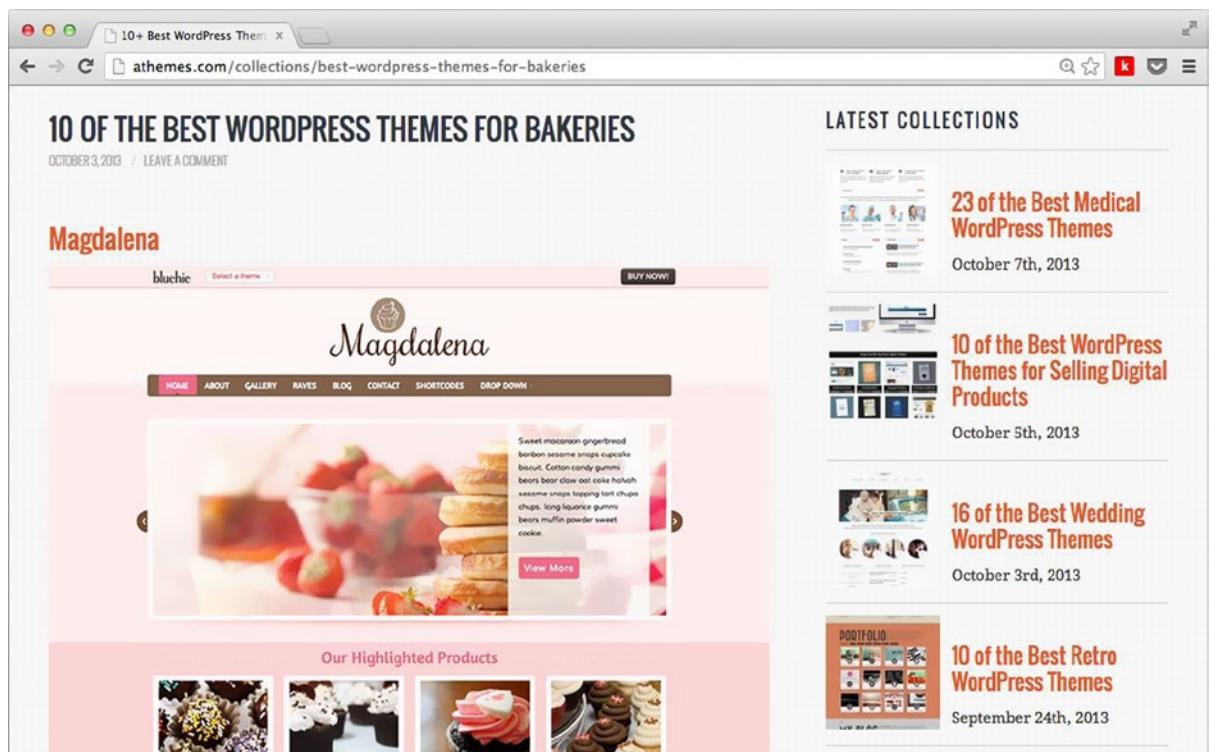 10+ Best WordPress Them
athemes.com/collections/best-wordpress-themes-for-bakeries
k
10 OF THE BEST WORDPRESS THEMES FOR BAKERIES
OCTOBER 3, 2013 / LEAVE A COMMENT
Magdalena
bluchic Select a theme BUY NOW!
Magdalena
HOME ABOUT GALLERY RAVES BLOG CONTACT SHORTCODES DROP DOWN
Sweet macaroon gingerbread
bonbon sesame snaps cupcake
biscuit. Cotton candy gummi
bears bear claw oat cake halvah
sesame snaps topping tart chupa
chups. Icing liquorice gummi
bears muffin powder sweet
cookie.
View More
Our Highlighted Products
LATEST COLLECTIONS
23 of the Best Medical
WordPress Themes
October 7th, 2013
10 of the Best WordPress
Themes for Selling Digital
Products
October 5th, 2013
16 of the Best Wedding
WordPress Themes
October 3rd, 2013
PORTFOLIO
MY BLOG
10 of the Best Retro
WordPress Themes
September 24th, 2013